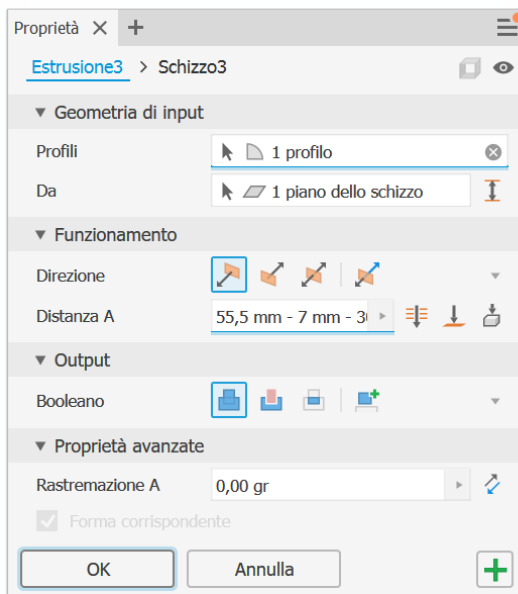 Proprietà
Estrusione3 > Schizzo3
Geometria di input
Profili 1 profilo
Da 1 piano dello schizzo
Funzionamento
Direzione
Distanza A 55,5 mm - 7 mm - 3
Output
Booleano
Proprietà avanzate
Rastremazione A 0,00 gr
Forma corrispondente
OK Annulla